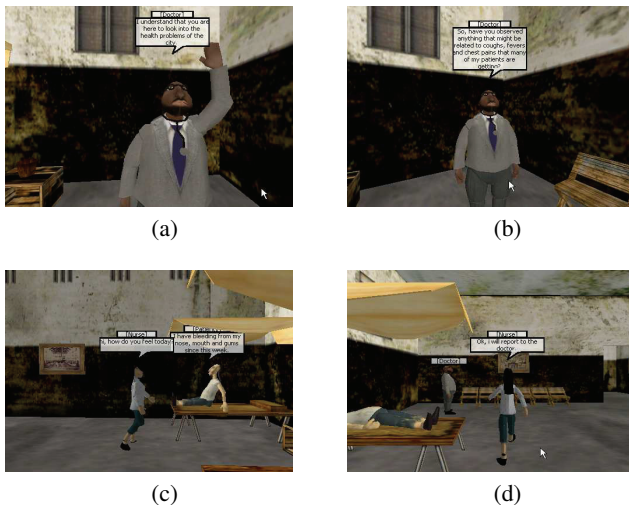 [Doctor]
I understand that you are
here to look into the
health problems of the
city.
[Doctor]
So, have you observed
anything that might be
related to coughs, fevers
and chest pains that many
of my patients are
getting?
(a)
(b)
[Nurse]
Hi, how do you feel today?
I have bleeding from my
nose, mouth and gums
since this week.
[Nurse]
Ok, i will report to the
doctor.
[Doctor]
(c)
(d)